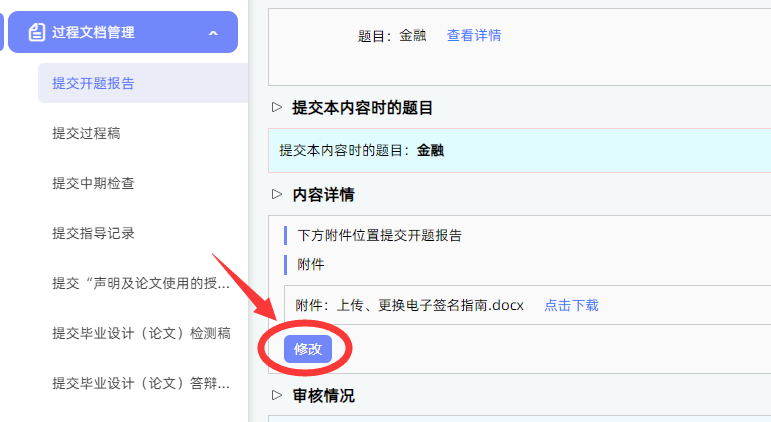 过程文档管理
提交开题报告
提交过程稿
提交中期检查
提交指导记录
提交“声明及论文使用的授...
提交毕业设计（论文）检测稿
提交毕业设计（论文）答辩...
题目：金融 查看详情
提交本内容时的题目
提交本内容时的题目：金融
内容详情
下方附件位置提交开题报告
附件
附件：上传、更换电子签名指南.docx 点击下载
修改
审核情况